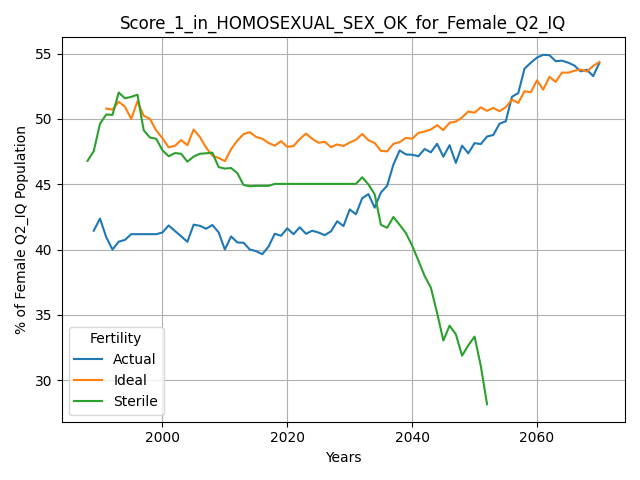 Score_1_in_HOMOSEXUAL_SEX_OK_for_Female_Q2_IQ
% of Female Q2_IQ Population
55
50
45
40
35
30
Fertility
Actual
Ideal
Sterile
2000
2020
2040
2060
Years